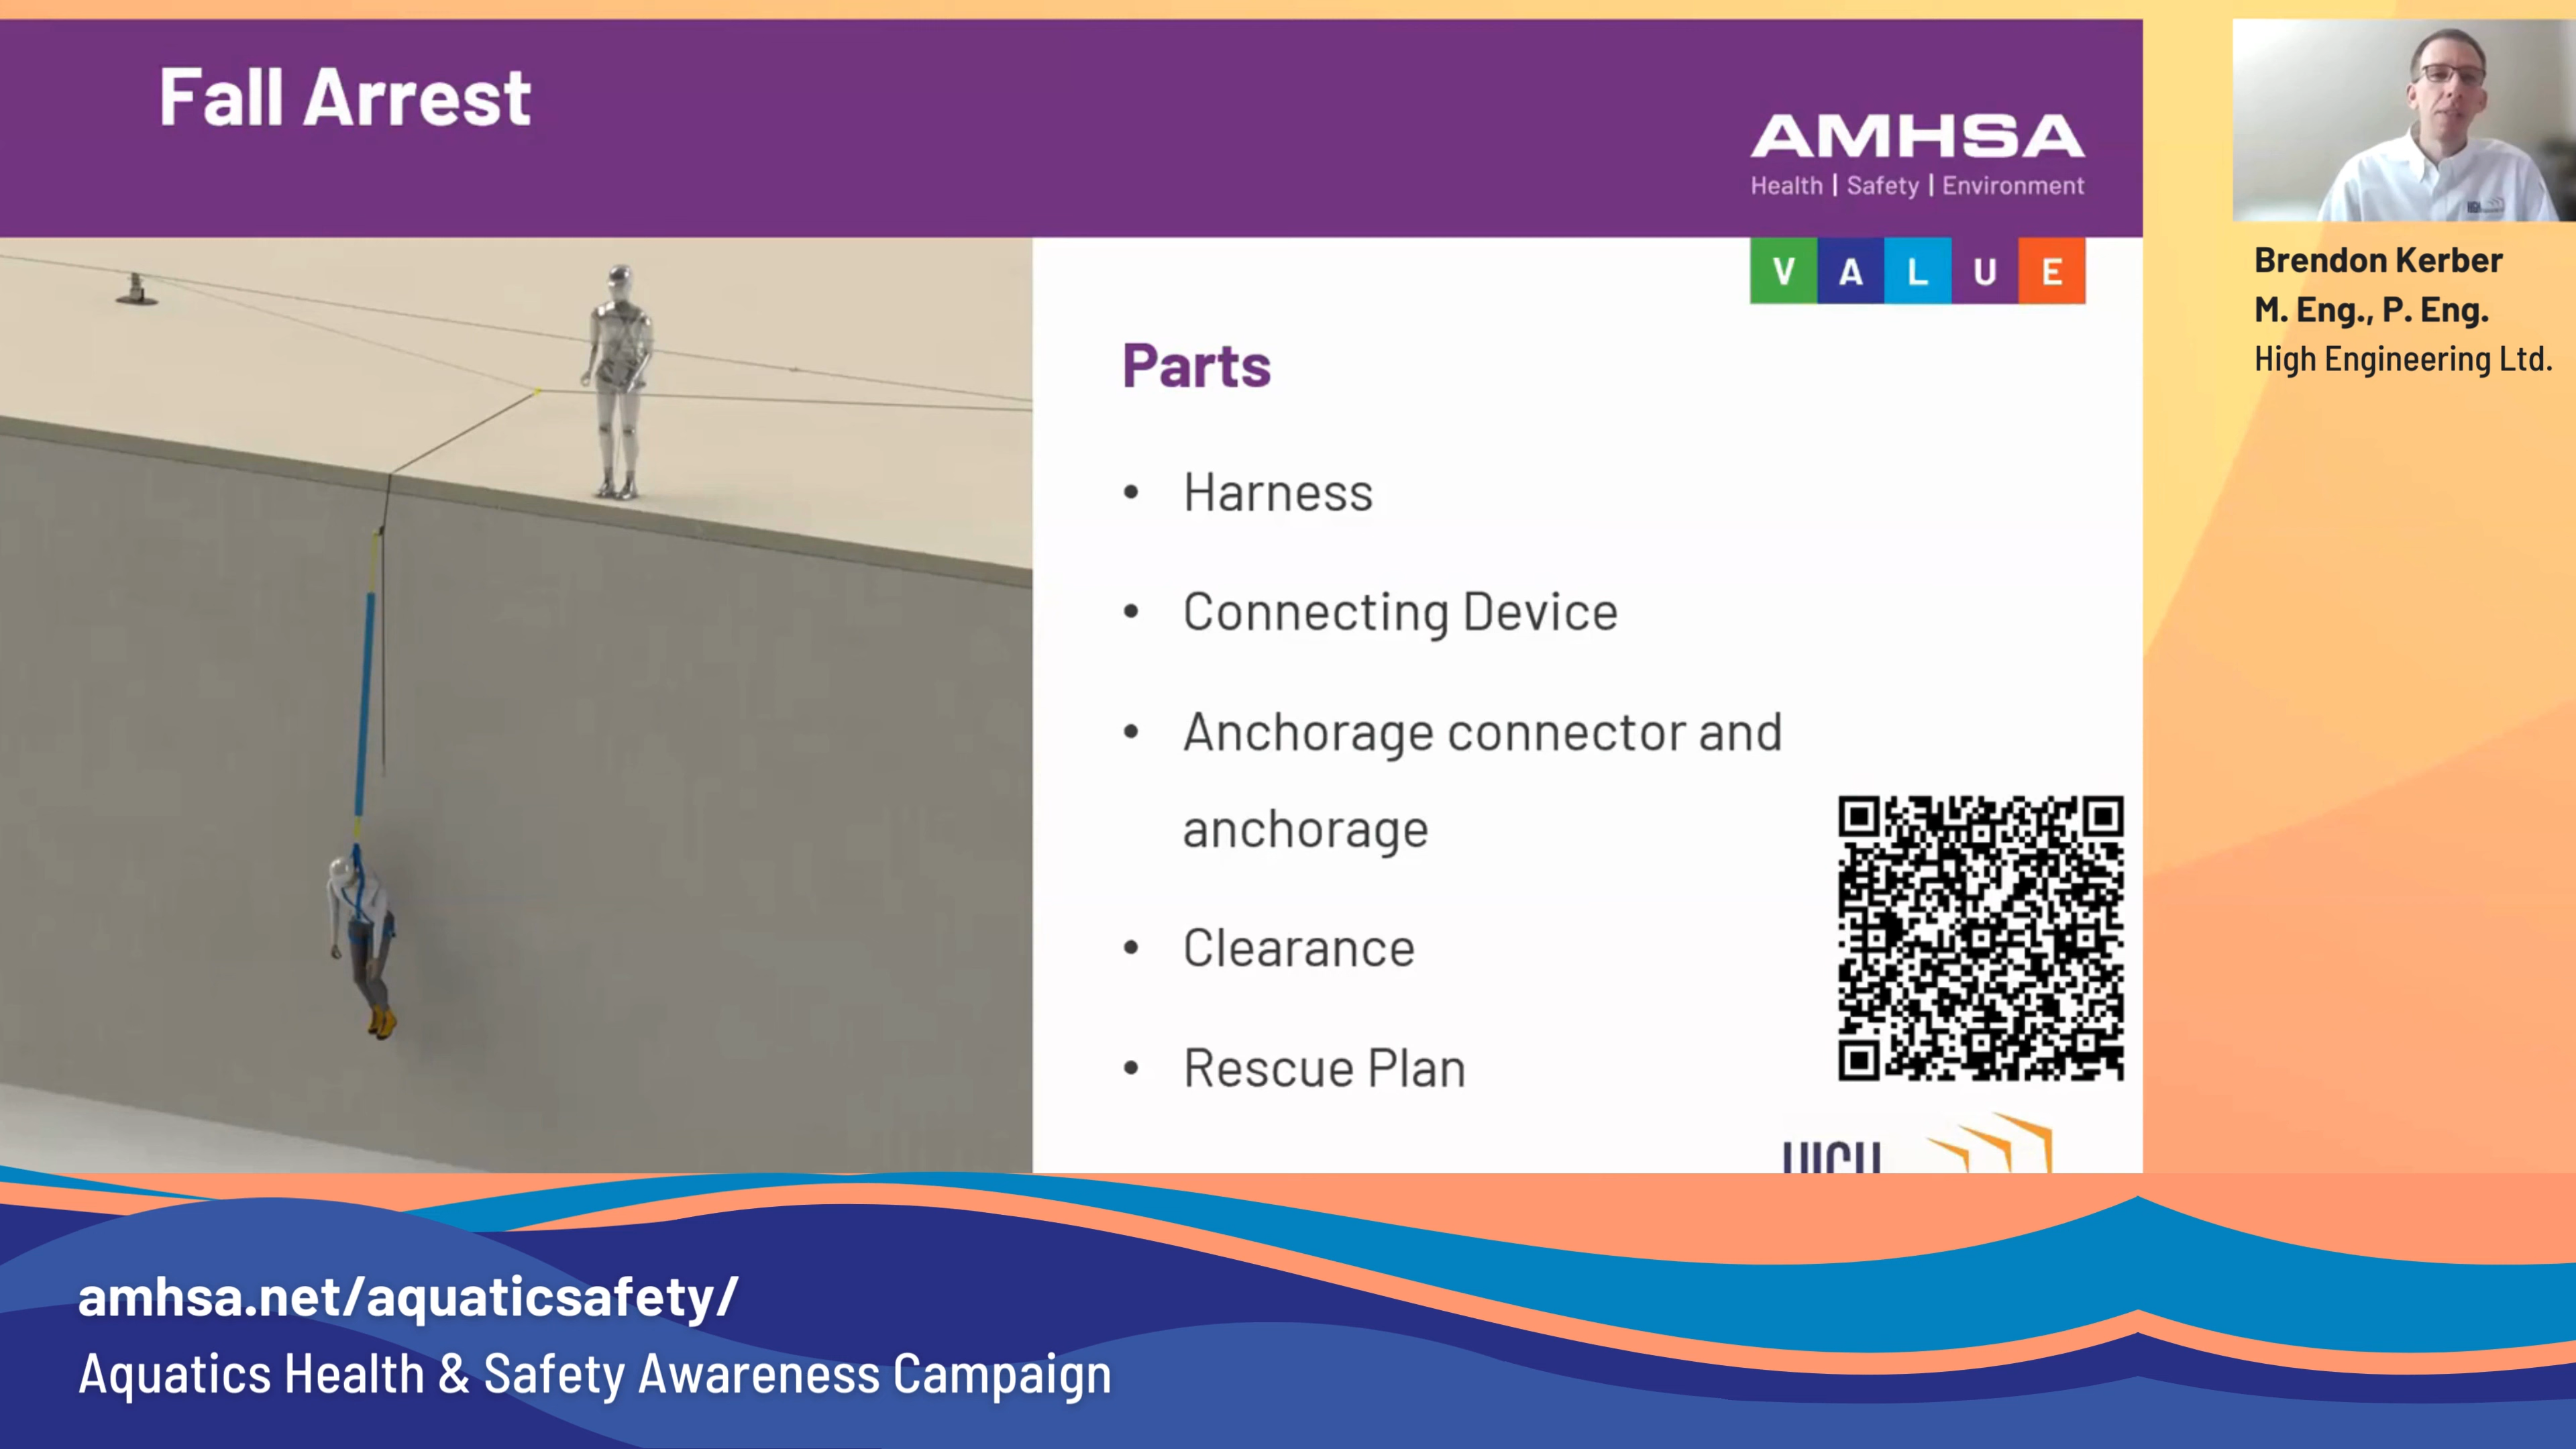 Fall Arrest
AMHSA
Health | Safety | Environment
V A L U E
Parts
• Harness
• Connecting Device
• Anchorage connector and
anchorage
• Clearance
• Rescue Plan
Brendon Kerber
M. Eng., P. Eng.
High Engineering Ltd.
amhsa.net/aquaticsafety/
Aquatics Health & Safety Awareness Campaign